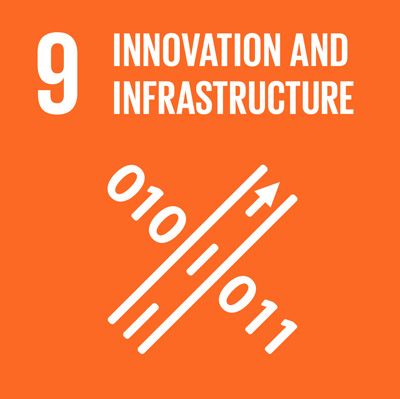 9
INNOVATION AND
INFRASTRUCTURE
010
011